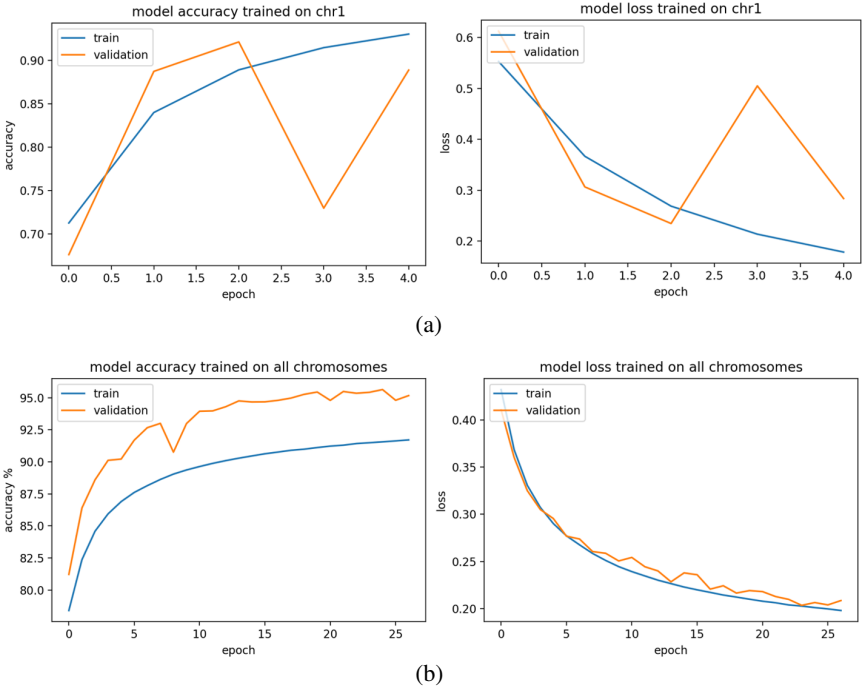 model accuracy trained on chr1
train
validation
accuracy
0.90
0.85
0.80
0.75
0.70
0.0 0.5 1.0 1.5 2.0 2.5 3.0 3.5 4.0
epoch
model loss trained on chr1
train
validation
loss
0.6
0.5
0.4
0.3
0.2
0.0 0.5 1.0 1.5 2.0 2.5 3.0 3.5 4.0
epoch
(a)
model accuracy trained on all chromosomes
train
validation
accuracy %
95.0
92.5
90.0
87.5
85.0
82.5
80.0
0 5 10 15 20 25
epoch
model loss trained on all chromosomes
train
validation
loss
0.40
0.35
0.30
0.25
0.20
0 5 10 15 20 25
epoch
(b)